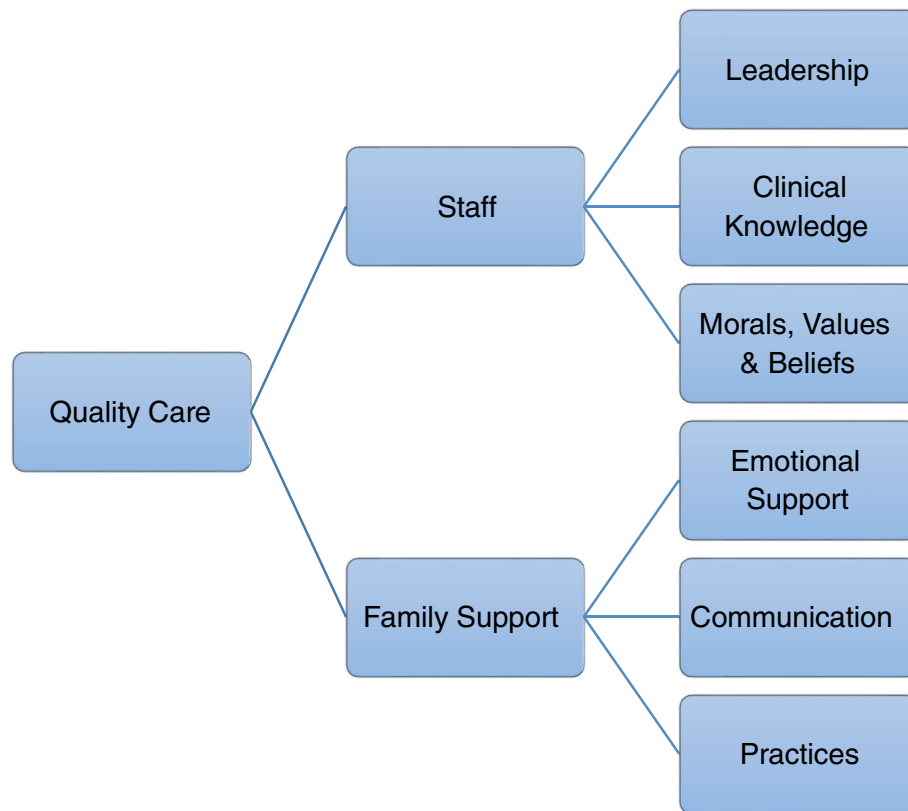 Leadership
Staff
Clinical
Knowledge
Morals, Values
& Beliefs
Quality Care
Emotional
Support
Family Support
Communication
Practices